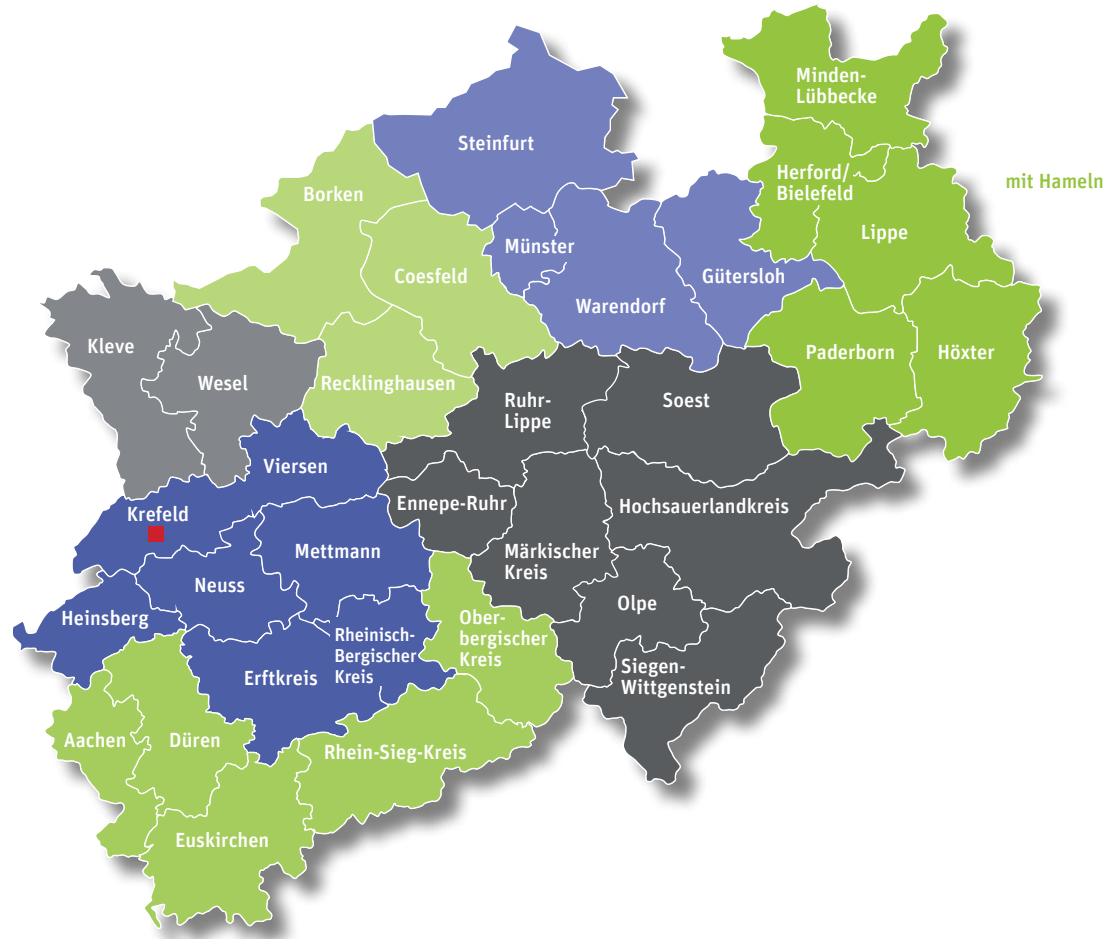 Minden-
Lübbecke
Steinfurt
Herford/
Bielefeld
mit Hameln
Borken
Lippe
Münster
Coesfeld
Gütersloh
Warendorf
Kleve
Paderborn
Höxter
Wesel
Recklinghausen
Ruhr-
Lippe
Soest
Viersen
Ennepe-Ruhr
Hochsauerlandkreis
Krefeld
Mettmann
Märkischer
Kreis
Neuss
Olpe
Heinsberg
Ober-
bergischer
Kreis
Rheinisch-
Bergischer
Kreis
Erftkreis
Siegen-
Wittgenstein
Aachen
Düren
Rhein-Sieg-Kreis
Euskirchen